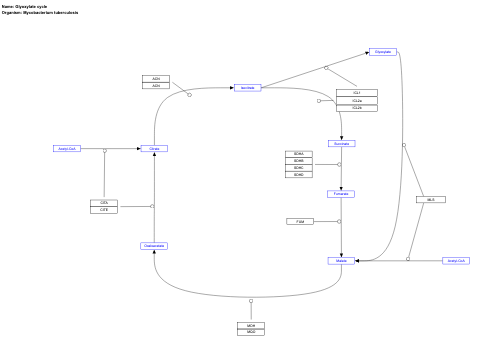 Name: Glyoxylate cycle
Organism: Mycobacterium tuberculosis
Glyoxylate
ACN
ACN
Isocitrate
ICL1
ICL2a
ICL2b
Acetyl-CoA
Citrate
Succinate
SDHA
SDHB
SDHC
SDHD
Fumarate
CITA
CITE
MLS
FUM
Oxaloacetate
Malate
Acetyl-CoA
MDH
MQO